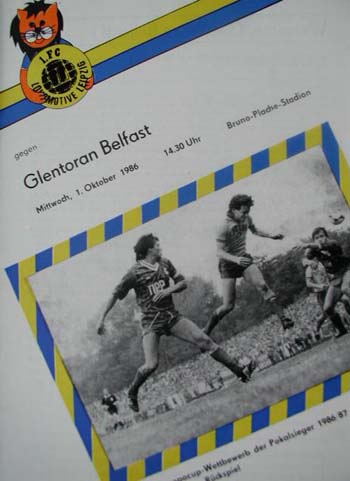 1.FC
LOKOMOTIVE LEIPZIG
gegen
Glentoran Belfast
Mittwoch, 1. Oktober 1986 14.30 Uhr Bruno-Plache-Stadion
opacup-Wettbewerb der Pokalsieger 1986 87
Rückspiel